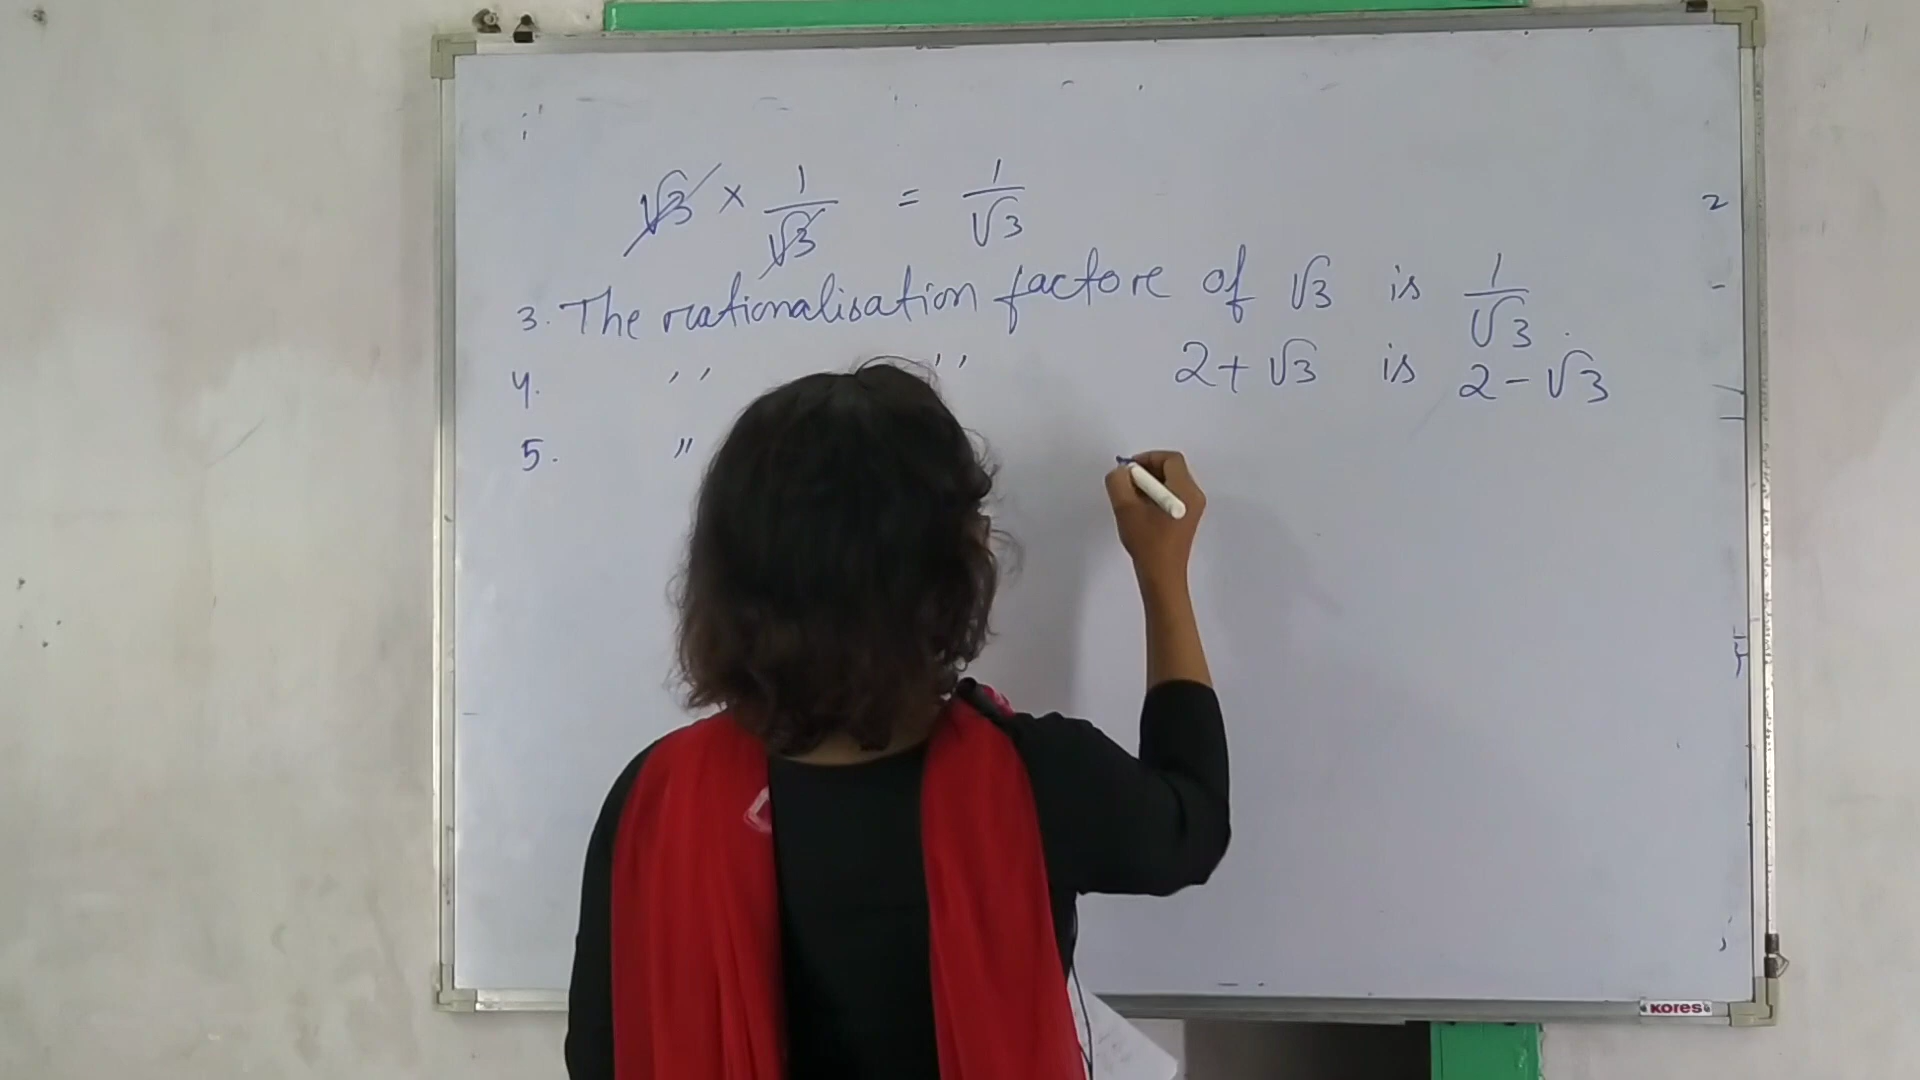 √3 × 1/√3 = 1/√3
3. The rationalisation factore of √3 is 1/√3.
4. ,, ,, 2+√3 is 2-√3
5. ,,
KORES